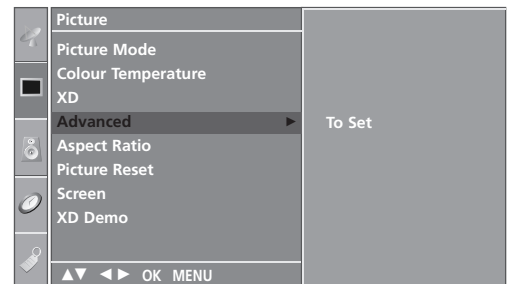 Picture
Picture Mode
Colour Temperature
XD
Advanced ► To Set
Aspect Ratio
Picture Reset
Screen
XD Demo
▲▼ ◄► OK MENU